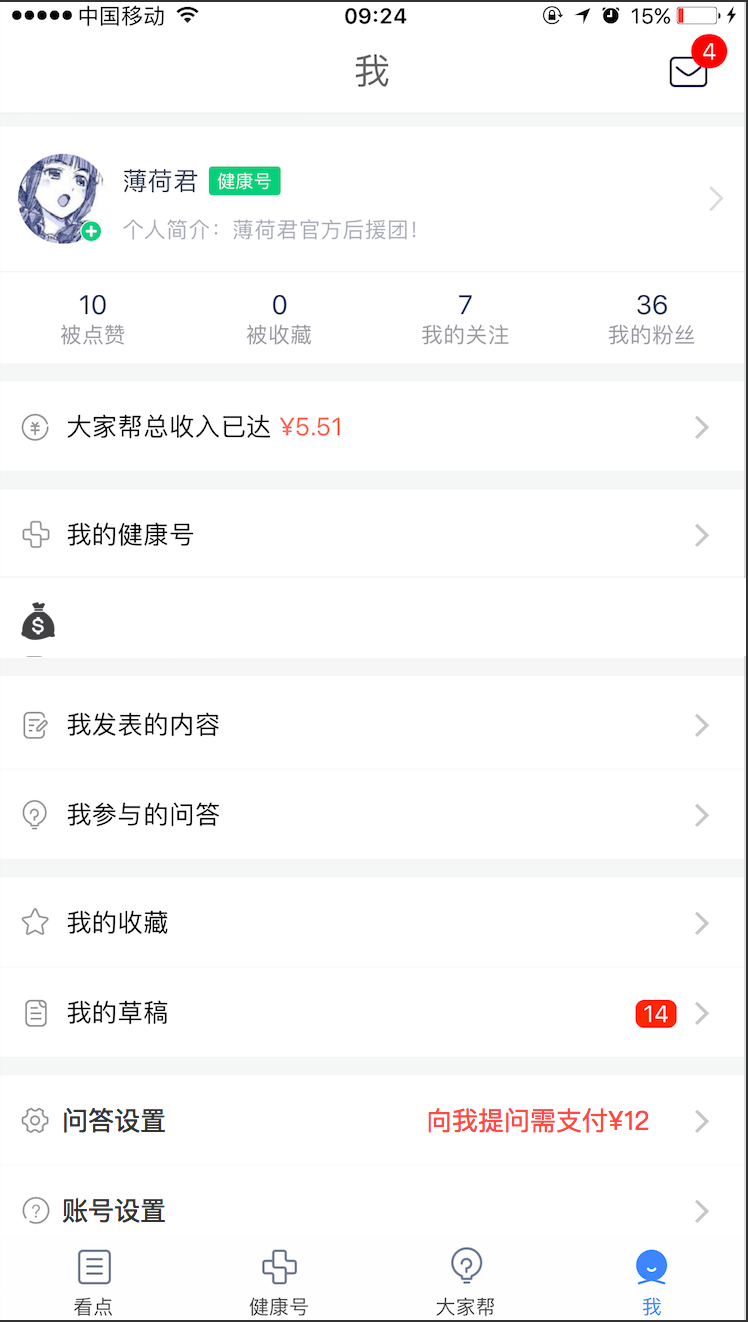 中国移动 09:24 15%
我
4
薄荷君 健康号
个人简介：薄荷君官方后援团！
10 0 7 36
被点赞 被收藏 我的关注 我的粉丝
大家帮总收入已达 ¥5.51
我的健康号
我发表的内容
我参与的问答
我的收藏
我的草稿 14
问答设置 向我提问需支付¥12
账号设置
看点 健康号 大家帮 我